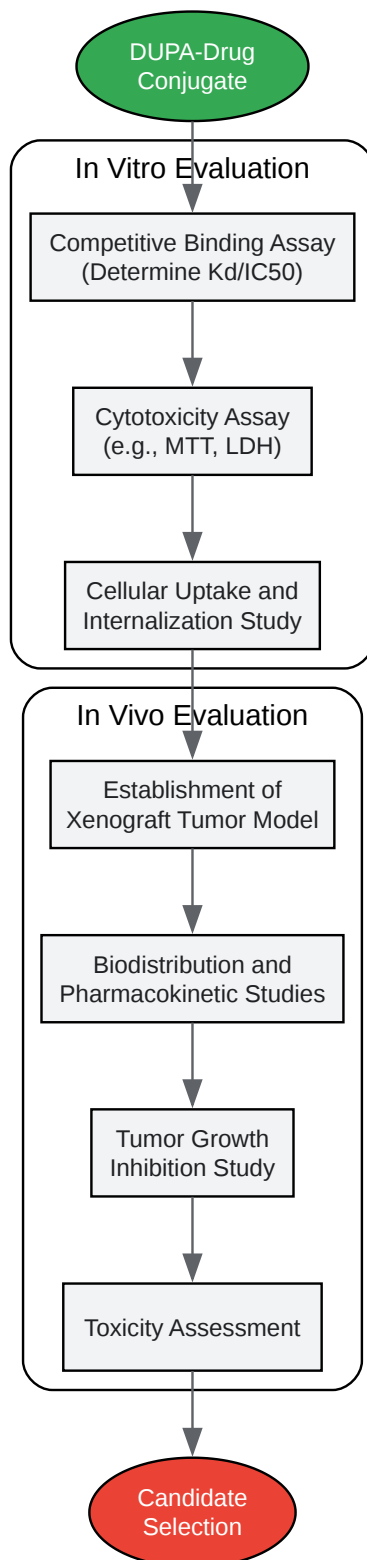 DUPA-Drug
Conjugate
In Vitro Evaluation
Competitive Binding Assay
(Determine Kd/IC50)
Cytotoxicity Assay
(e.g., MTT, LDH)
Cellular Uptake and
Internalization Study
In Vivo Evaluation
Establishment of
Xenograft Tumor Model
Biodistribution and
Pharmacokinetic Studies
Tumor Growth
Inhibition Study
Toxicity Assessment
Candidate
Selection